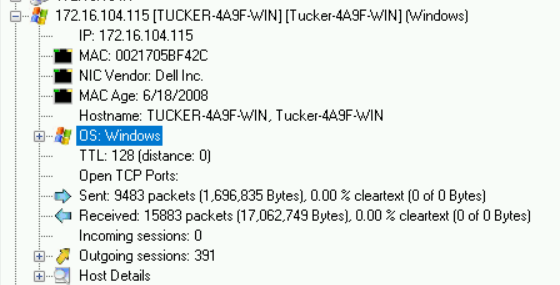 172.16.104.115 [TUCKER-4A9F-WIN] [Tucker-4A9F-WIN] (Windows)
IP: 172.16.104.115
MAC: 0021705BF42C
NIC Vendor: Dell Inc.
MAC Age: 6/18/2008
Hostname: TUCKER-4A9F-WIN, Tucker-4A9F-WIN
OS: Windows
TTL: 128 (distance: 0)
Open TCP Ports:
Sent: 9483 packets (1,696,835 Bytes), 0.00 % cleartext (0 of 0 Bytes)
Received: 15883 packets (17,062,749 Bytes), 0.00 % cleartext (0 of 0 Bytes)
Incoming sessions: 0
Outgoing sessions: 391
Host Details